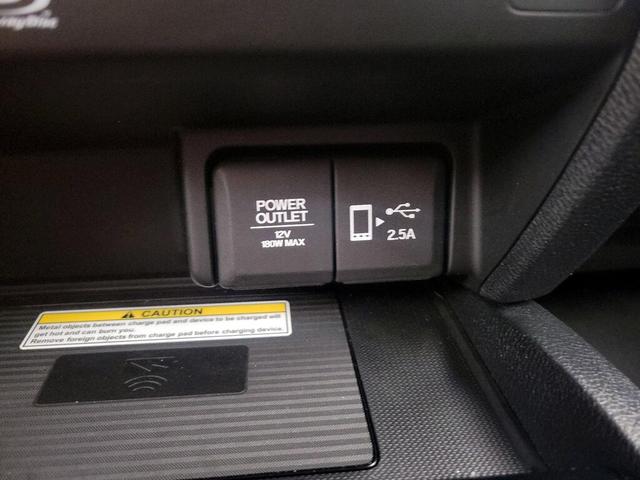 POWER
OUTLET
12V
180W MAX
2.5A
CAUTION
Metal objects between charge pad and device to be charged will
get hot and can burn you.
Remove foreign objects from charge pad before charging device.